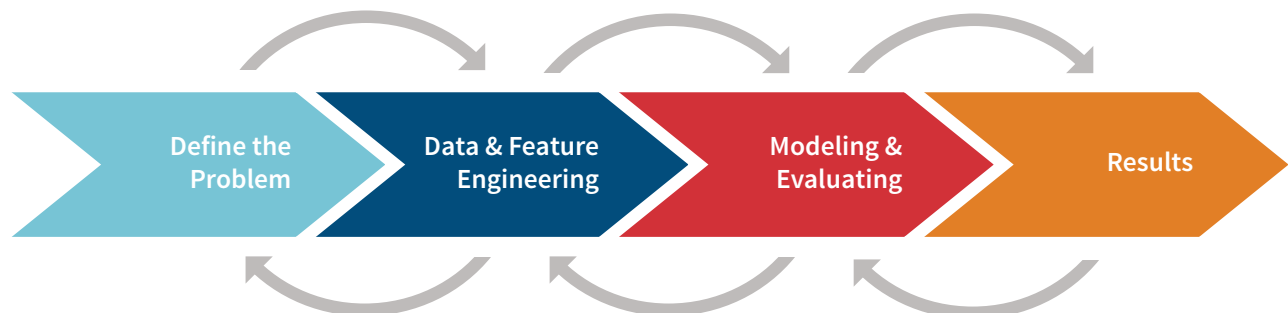 Define the
Problem
Data & Feature
Engineering
Modeling &
Evaluating
Results